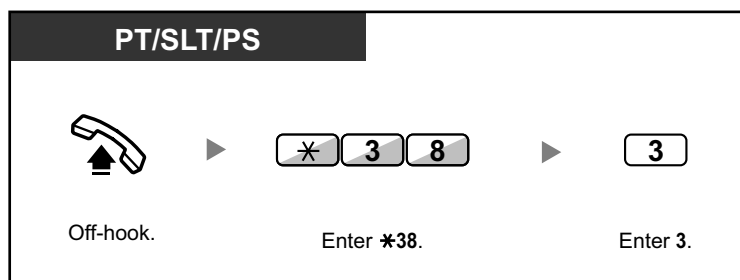 PT/SLT/PS
✳ 3 8
3
Off-hook.
Enter ✳38.
Enter 3.